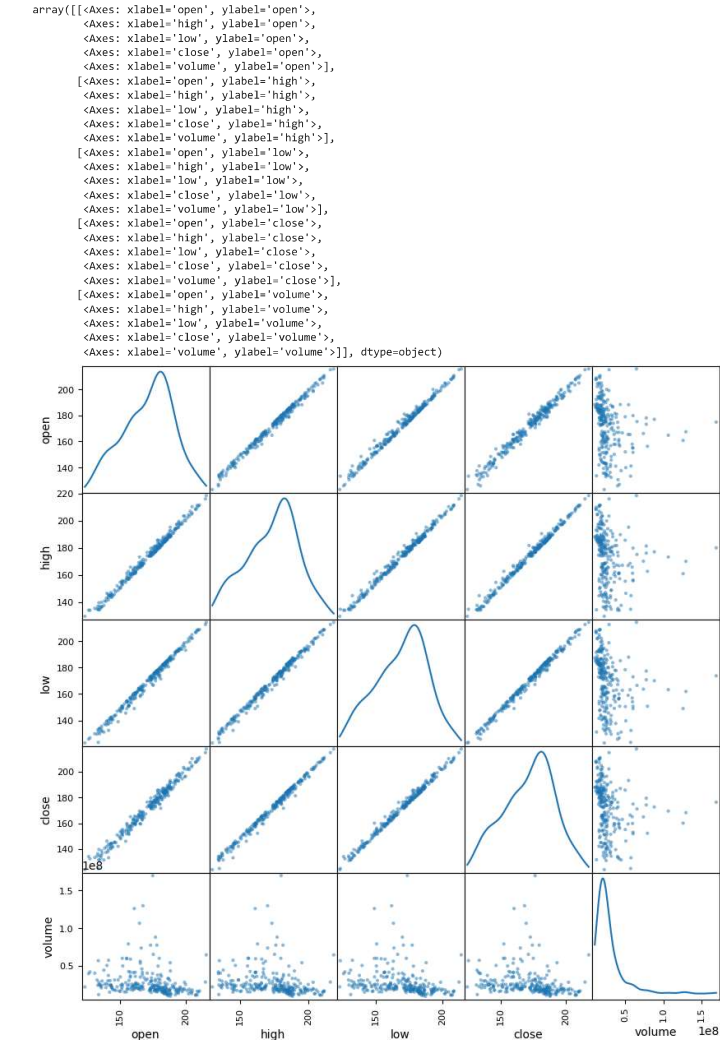 array([[<Axes: xlabel='open', ylabel='open'>,
<Axes: xlabel='high', ylabel='open'>,
<Axes: xlabel='low', ylabel='open'>,
<Axes: xlabel='close', ylabel='open'>,
<Axes: xlabel='volume', ylabel='open'>],
[<Axes: xlabel='open', ylabel='high'>,
<Axes: xlabel='high', ylabel='high'>,
<Axes: xlabel='low', ylabel='high'>,
<Axes: xlabel='close', ylabel='high'>,
<Axes: xlabel='volume', ylabel='high'>],
[<Axes: xlabel='open', ylabel='low'>,
<Axes: xlabel='high', ylabel='low'>,
<Axes: xlabel='low', ylabel='low'>,
<Axes: xlabel='close', ylabel='low'>,
<Axes: xlabel='volume', ylabel='low'>],
[<Axes: xlabel='open', ylabel='close'>,
<Axes: xlabel='high', ylabel='close'>,
<Axes: xlabel='low', ylabel='close'>,
<Axes: xlabel='close', ylabel='close'>,
<Axes: xlabel='volume', ylabel='close'>],
[<Axes: xlabel='open', ylabel='volume'>,
<Axes: xlabel='high', ylabel='volume'>,
<Axes: xlabel='low', ylabel='volume'>,
<Axes: xlabel='close', ylabel='volume'>,
<Axes: xlabel='volume', ylabel='volume'>]], dtype=object)
200
180
open
160
140
220
200
high
180
160
140
200
180
low
160
140
200
180
close
160
140
1e8
1.5
1.0
volume
0.5
150 200 150 200 150 200 150 200 0.5 1.0 1.5
1e8
open high low close volume